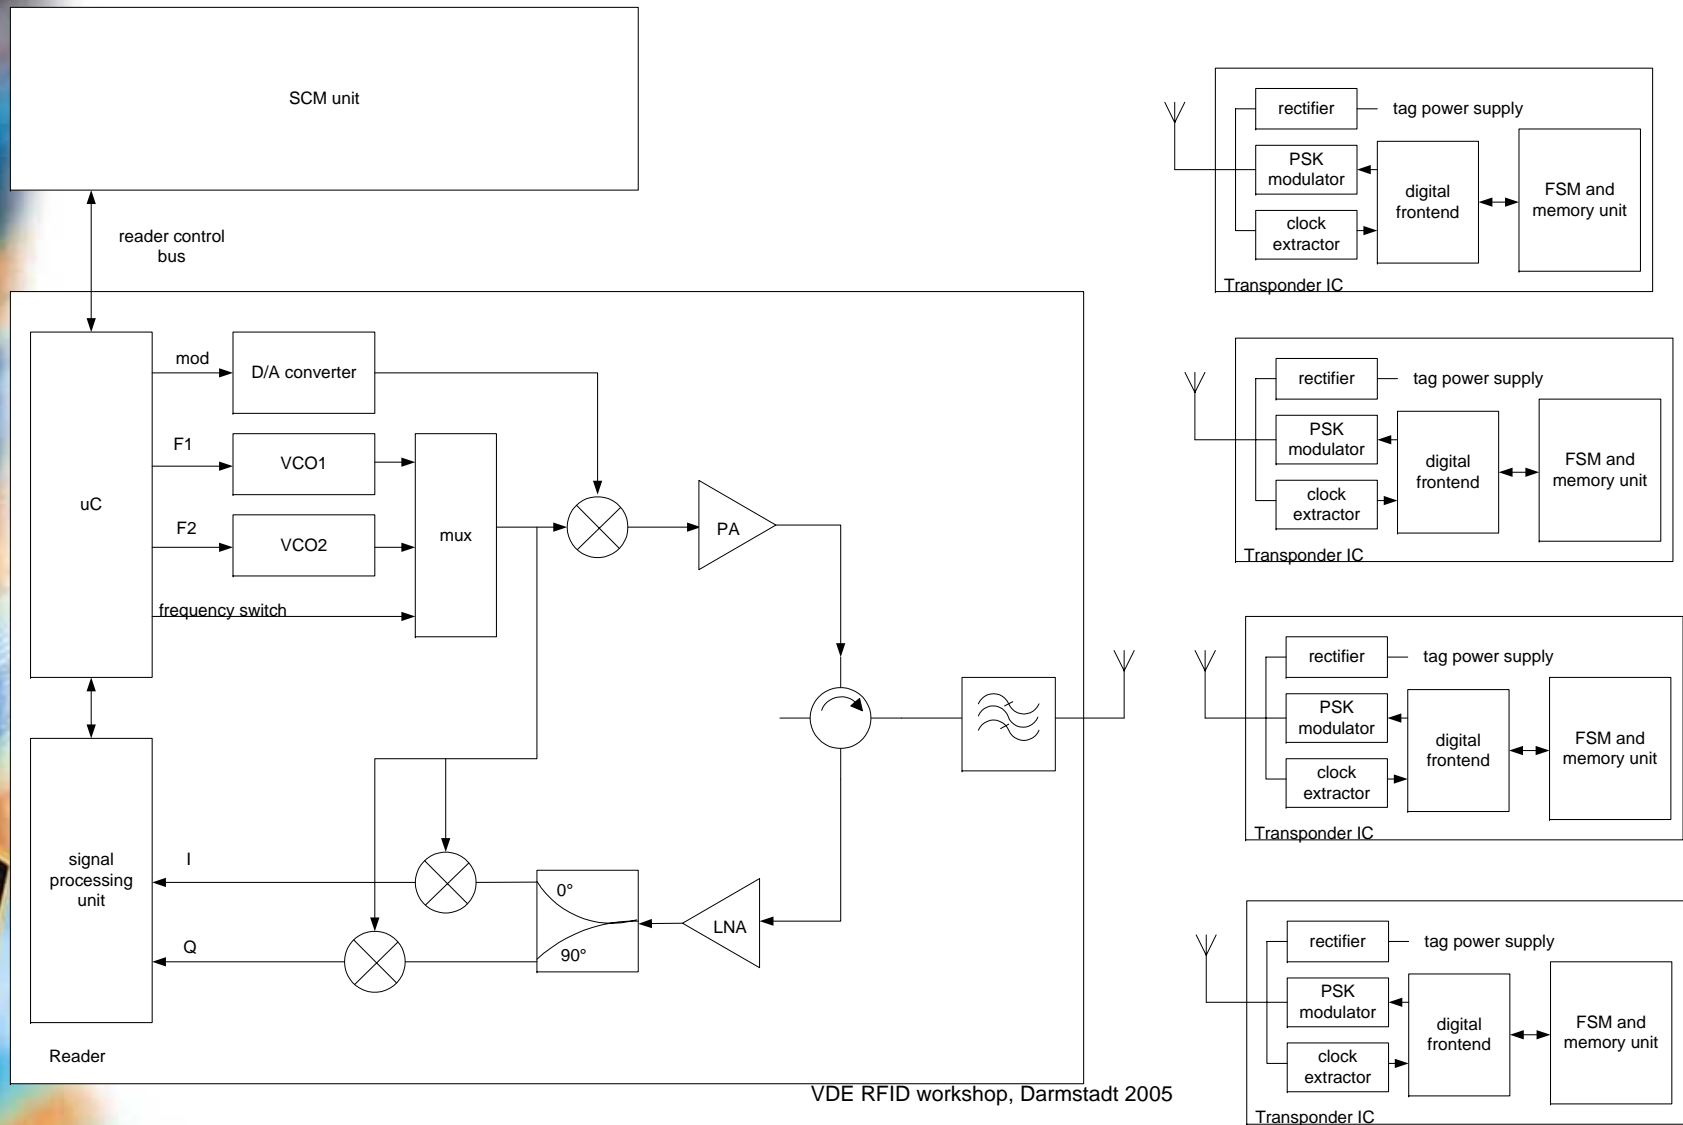 SCM unit
reader control
bus
uC
mod
D/A converter
F1
VCO1
F2
VCO2
frequency switch
mux
PA
signal
processing
unit
I
Q
0°
90°
LNA
Reader
rectifier
tag power supply
PSK
modulator
clock
extractor
digital
frontend
FSM and
memory unit
Transponder IC
rectifier
tag power supply
PSK
modulator
clock
extractor
digital
frontend
FSM and
memory unit
Transponder IC
rectifier
tag power supply
PSK
modulator
clock
extractor
digital
frontend
FSM and
memory unit
Transponder IC
rectifier
tag power supply
PSK
modulator
clock
extractor
digital
frontend
FSM and
memory unit
Transponder IC
VDE RFID workshop, Darmstadt 2005